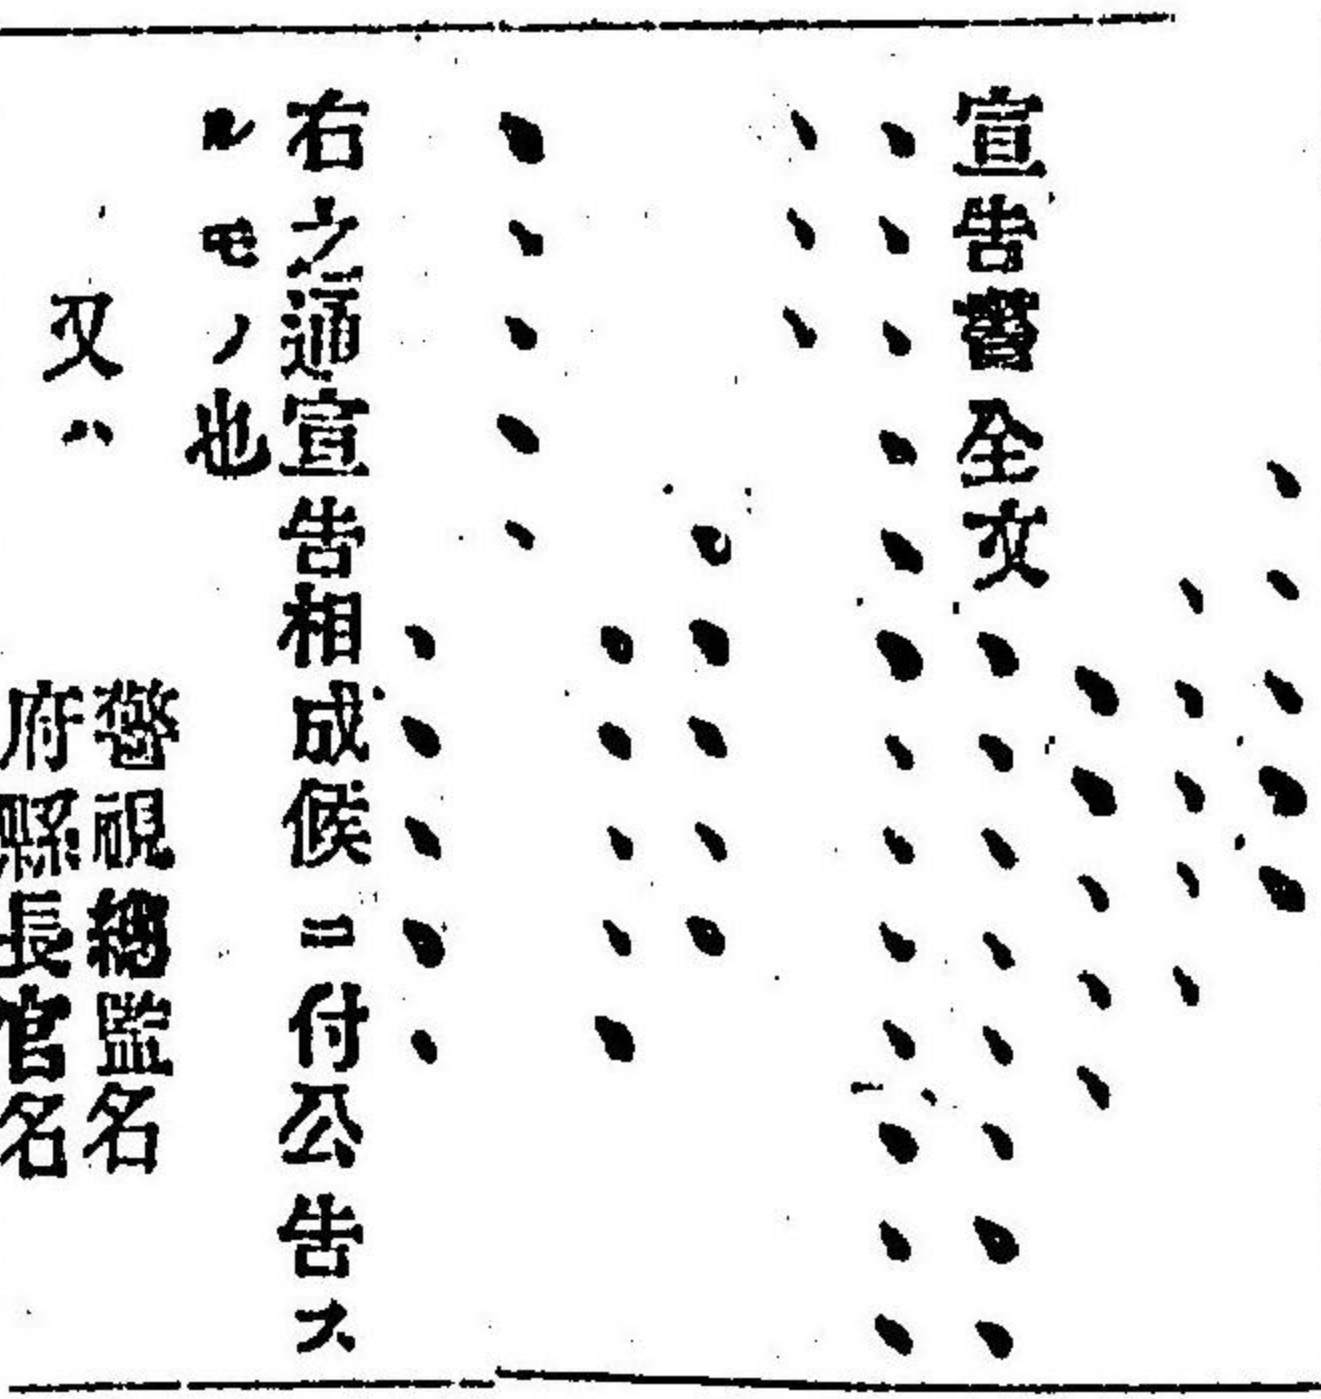 宣告書全文
右之通宣告相成候ニ付公告ス
ルモノ也
警視總監名
又ハ
府縣長官名